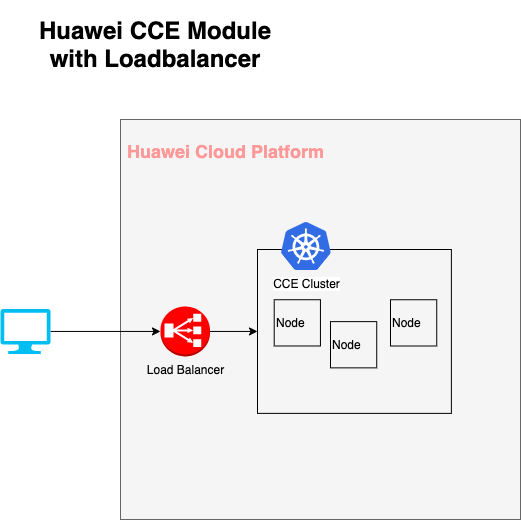 Huawei CCE Module
with Loadbalancer
Huawei Cloud Platform
CCE Cluster
Node
Node
Node
Load Balancer